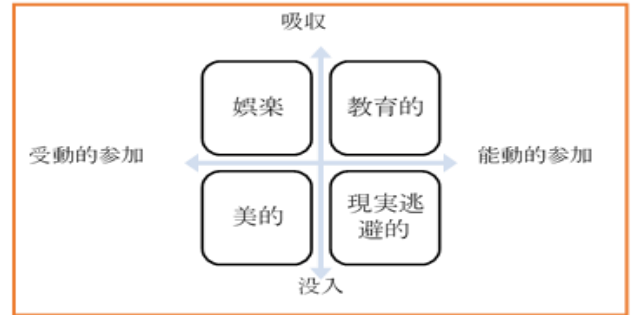 吸収
娯楽
教育的
受動的参加
能動的参加
美的
現実逃
避的
没入